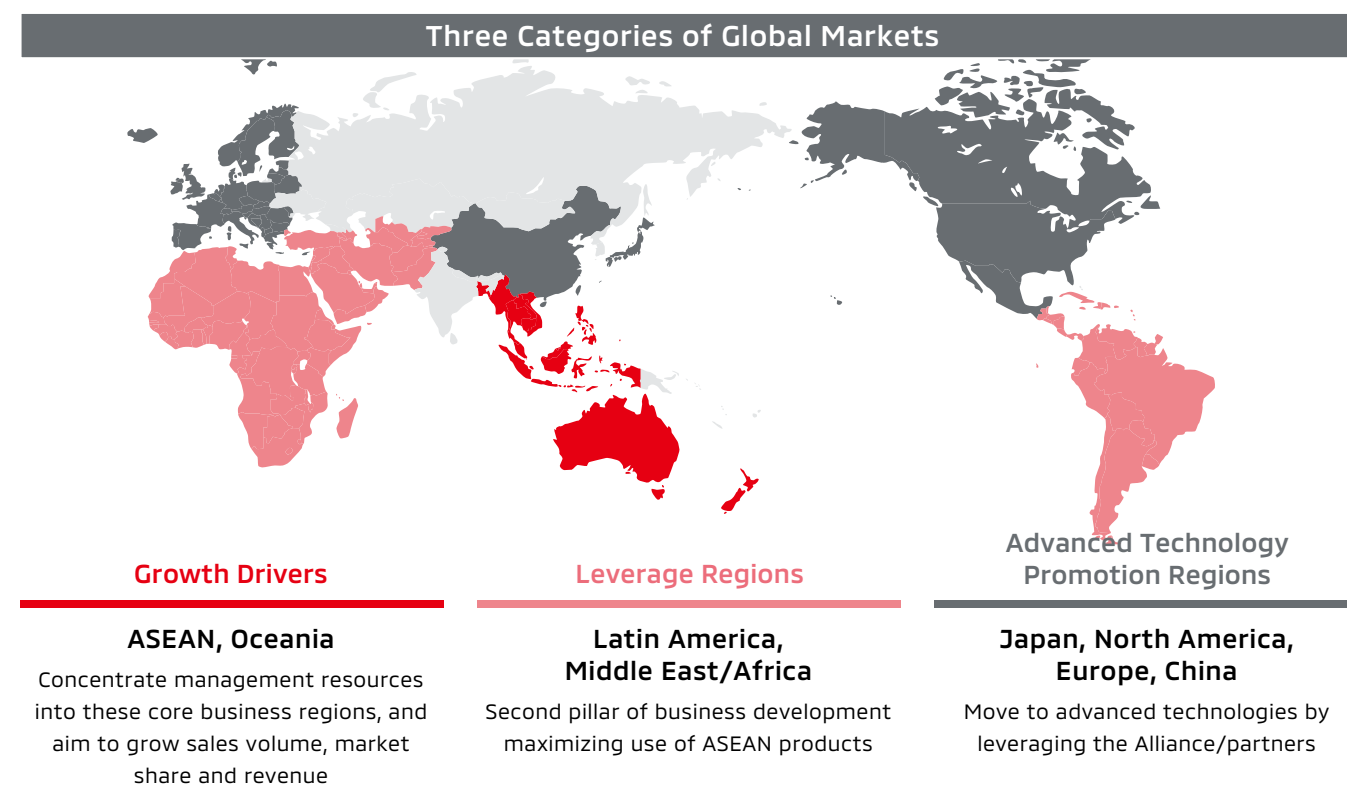 Three Categories of Global Markets
Growth Drivers
ASEAN, Oceania
Concentrate management resources
into these core business regions, and
aim to grow sales volume, market
share and revenue
Leverage Regions
Latin America,
Middle East/Africa
Second pillar of business development
maximizing use of ASEAN products
Advanced Technology
Promotion Regions
Japan, North America,
Europe, China
Move to advanced technologies by
leveraging the Alliance/partners